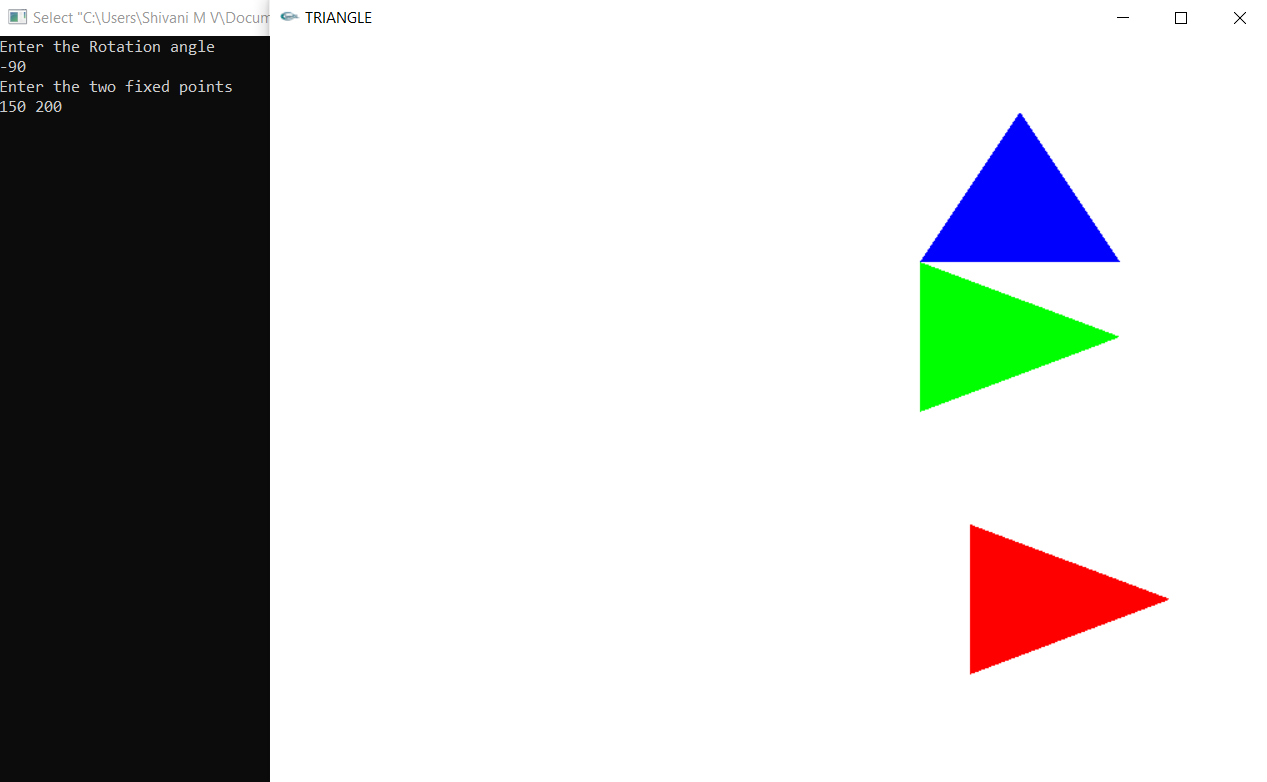 Select "C:\Users\Shivani M V\Docum
TRIANGLE
Enter the Rotation angle
-90
Enter the two fixed points
150 200